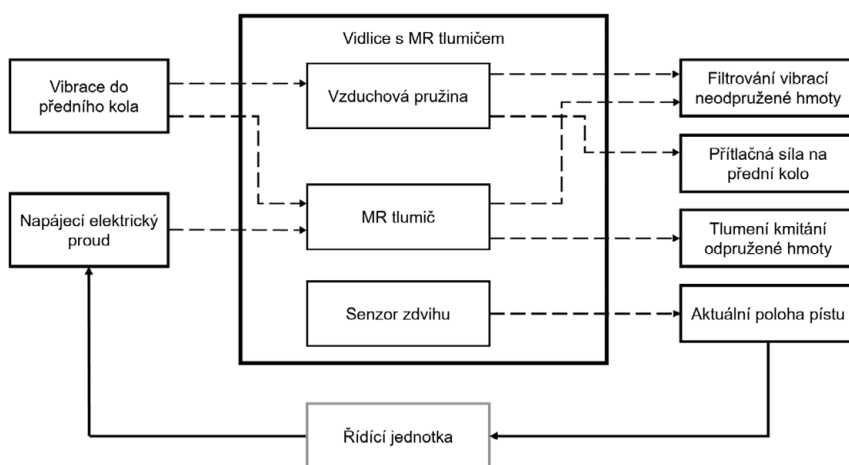 Vidlice s MR tlumičem
Vibrace do
předního kola
Vzduchová pružina
Filtrování vibrací
neodpružené hmoty
Přítlačná síla na
přední kolo
Napájecí elektrický
proud
MR tlumič
Tlumení kmitání
odpružené hmoty
Senzor zdvihu
Aktuální poloha pístu
Řídící jednotka